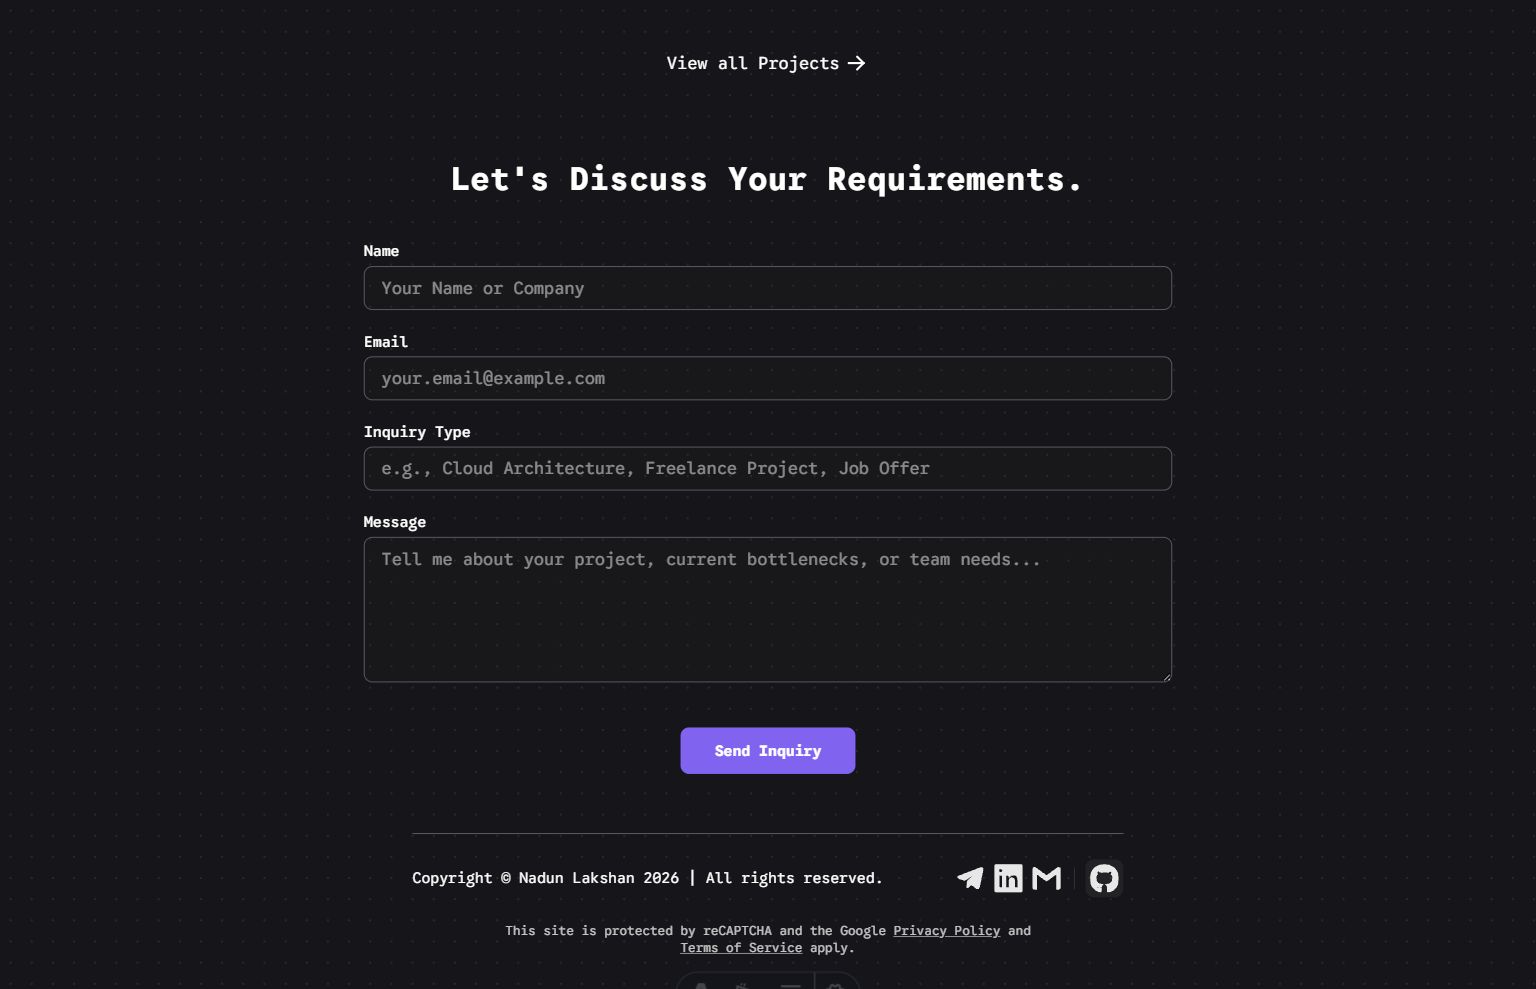 View all Projects →
Let's Discuss Your Requirements.
Name
Your Name or Company
Email
your.email@example.com
Inquiry Type
e.g., Cloud Architecture, Freelance Project, Job Offer
Message
Tell me about your project, current bottlenecks, or team needs...
Send Inquiry
Copyright © Nadun Lakshan 2026 | All rights reserved.
in
This site is protected by reCAPTCHA and the Google Privacy Policy and
Terms of Service apply.